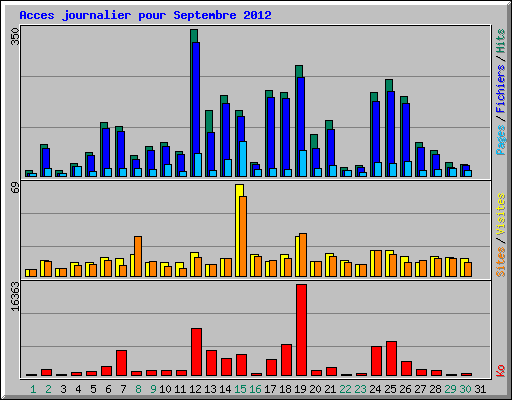 Acces journalier pour Septembre 2012
350
Pages / Fichiers / Hits
69
Sites / Visites
16363
Ko
1 2 3 4 5 6 7 8 9 10 11 12 13 14 15 16 17 18 19 20 21 22 23 24 25 26 27 28 29 30 31